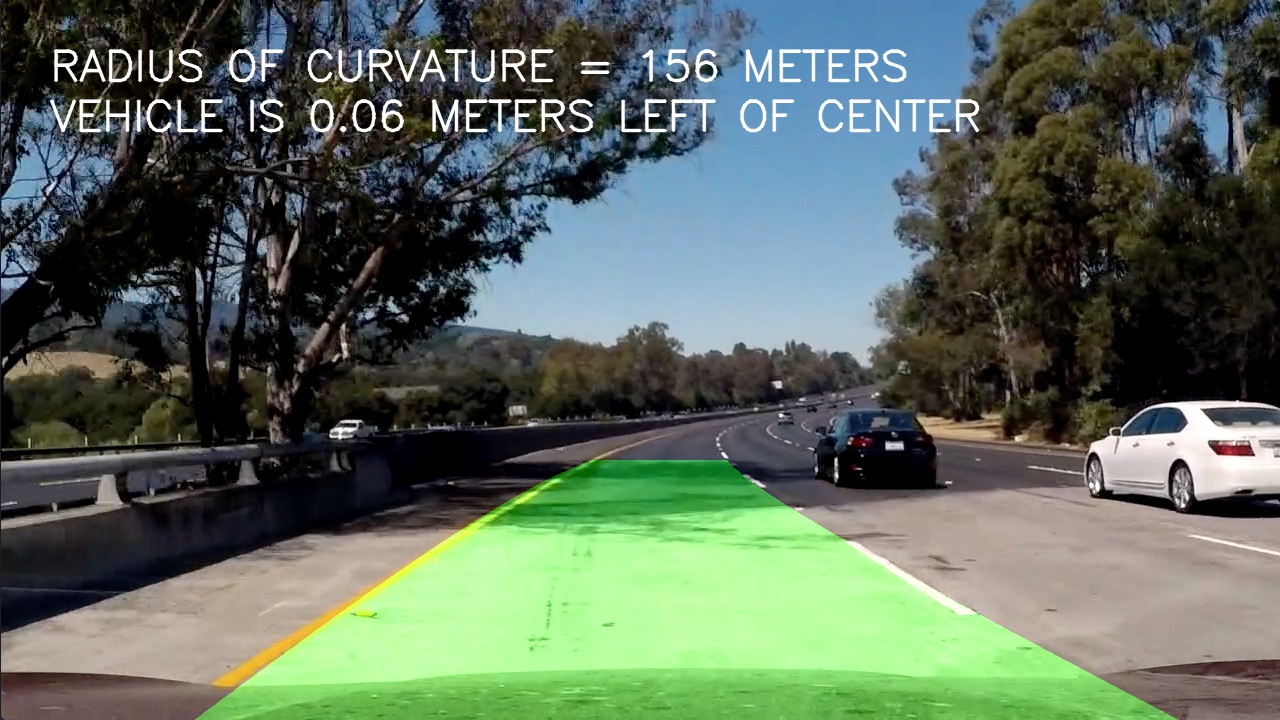 RADIUS OF CURVATURE = 156 METERS
VEHICLE IS 0.06 METERS LEFT OF CENTER